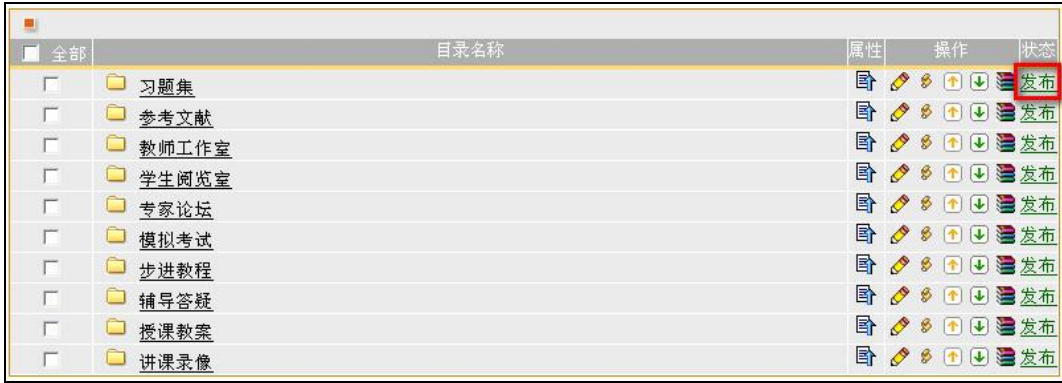 全部 目录名称 属性 操作 状态
习题集 发布
参考文献 发布
教师工作室 发布
学生阅览室 发布
专家论坛 发布
模拟考试 发布
步进教程 发布
辅导答疑 发布
授课教案 发布
讲课录像 发布